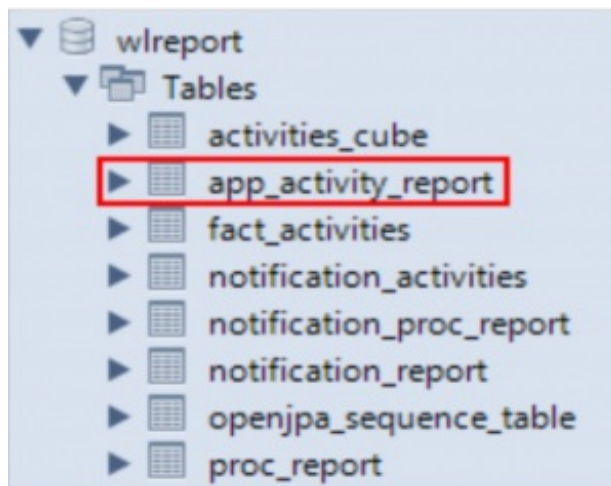 wlreport
Tables
activities_cube
app_activity_report
fact_activities
notification_activities
notification_proc_report
notification_report
openjpa_sequence_table
proc_report